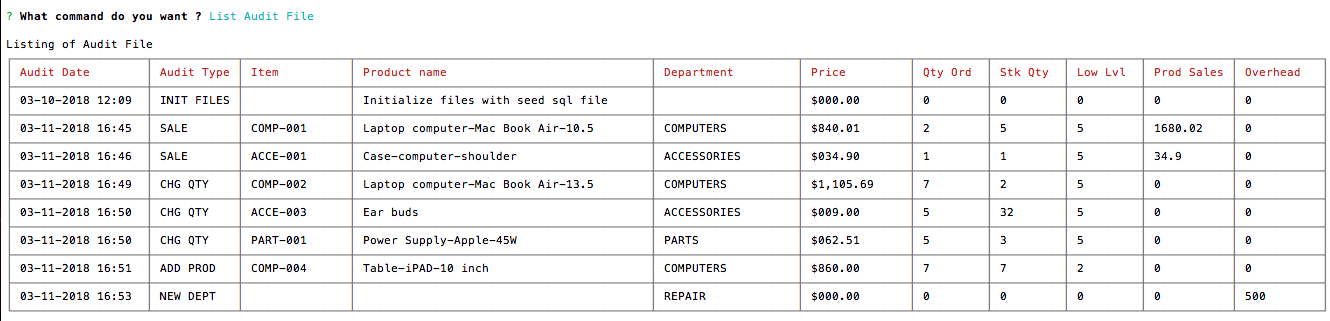 ? What command do you want ? List Audit File
Listing of Audit File
Audit Date Audit Type Item Product name Department Price Qty Ord Stk Qty Low Lvl Prod Sales Overhead
03-10-2018 12:09 INIT FILES Initialize files with seed sql file $000.00 0 0 0 0 0
03-11-2018 16:45 SALE COMP-001 Laptop computer-Mac Book Air-10.5 COMPUTERS $840.01 2 5 5 1680.02 0
03-11-2018 16:46 SALE ACCE-001 Case-computer-shoulder ACCESSORIES $034.90 1 1 5 34.9 0
03-11-2018 16:49 CHG QTY COMP-002 Laptop computer-Mac Book Air-13.5 COMPUTERS $1,105.69 7 2 5 0 0
03-11-2018 16:50 CHG QTY ACCE-003 Ear buds ACCESSORIES $009.00 5 32 5 0 0
03-11-2018 16:50 CHG QTY PART-001 Power Supply-Apple-45W PARTS $062.51 5 3 5 0 0
03-11-2018 16:51 ADD PROD COMP-004 Table-iPAD-10 inch COMPUTERS $860.00 7 7 2 0 0
03-11-2018 16:53 NEW DEPT REPAIR $000.00 0 0 0 0 500